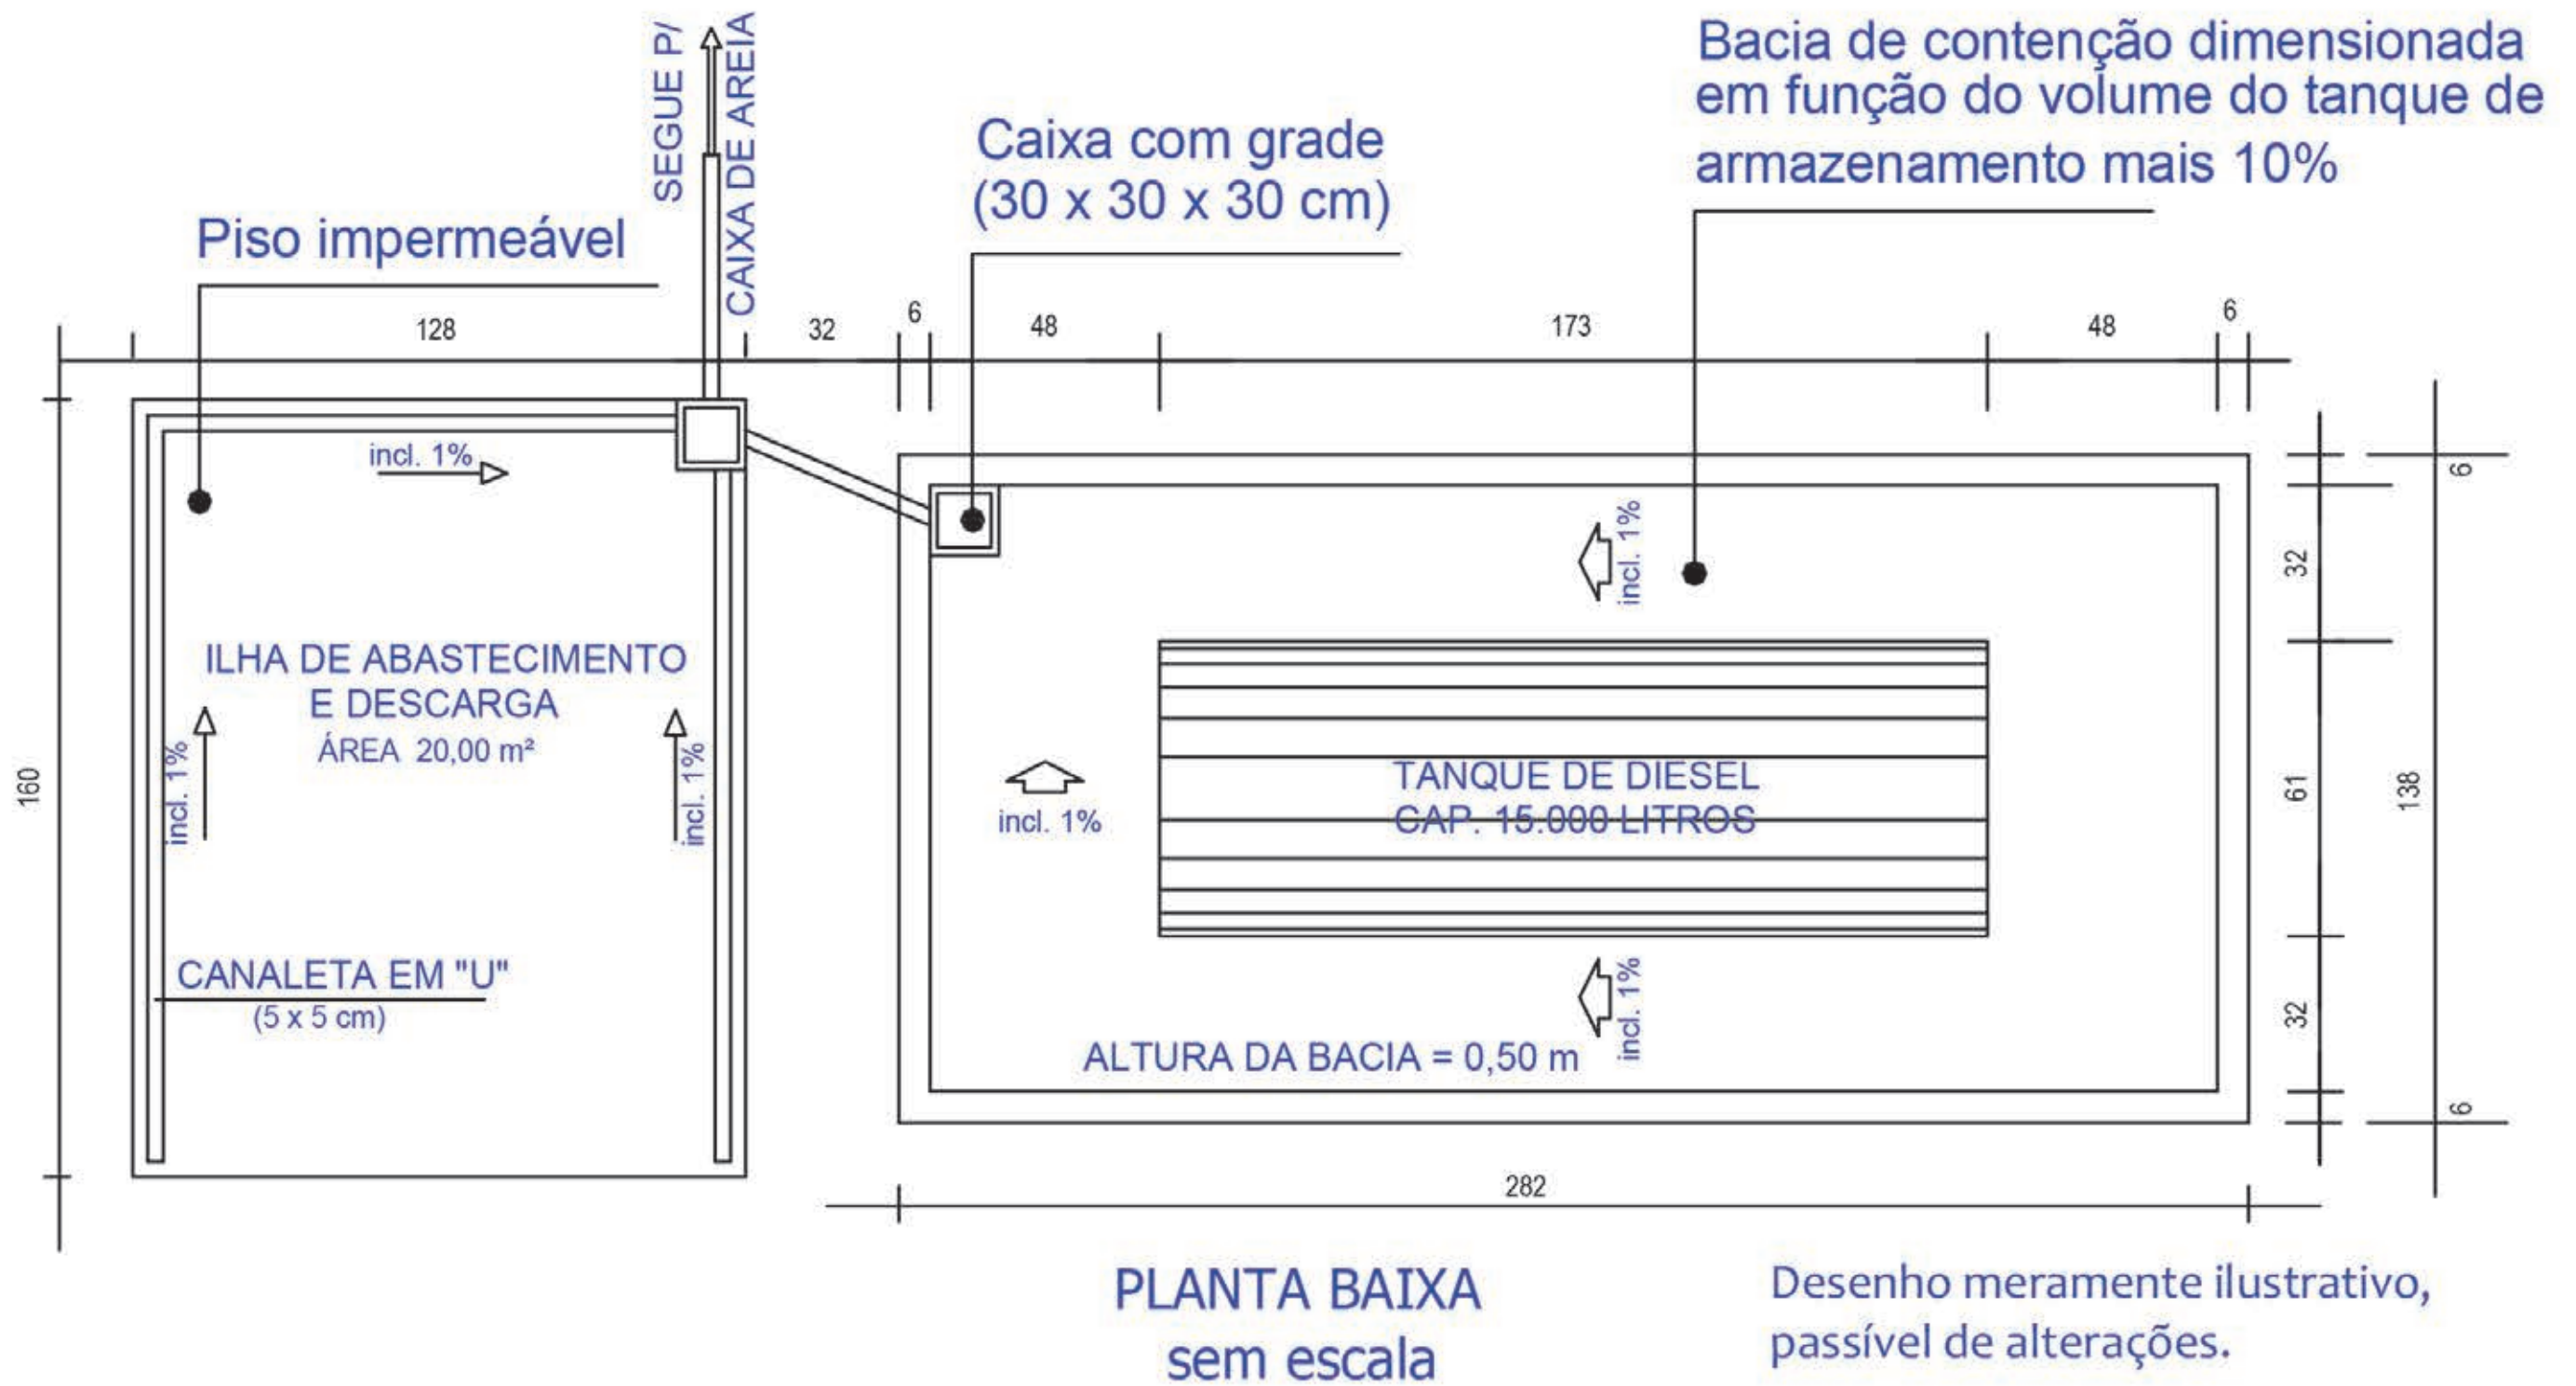 SEGUE P/
CAIXA DE AREIA
Bacia de contenção dimensionada
em função do volume do tanque de
armazenamento mais 10%
Caixa com grade
(30 x 30 x 30 cm)
Piso impermeável
128
32
6
48
173
48
6
incl. 1%
6
incl. 1%
32
ILHA DE ABASTECIMENTO
E DESCARGA
ÁREA 20,00 m²
incl. 1%
incl. 1%
160
incl. 1%
TANQUE DE DIESEL
CAP. 15.000 LITROS
61
138
CANALETA EM "U"
(5 x 5 cm)
incl. 1%
32
ALTURA DA BACIA = 0,50 m
6
282
PLANTA BAIXA
sem escala
Desenho meramente ilustrativo,
passível de alterações.